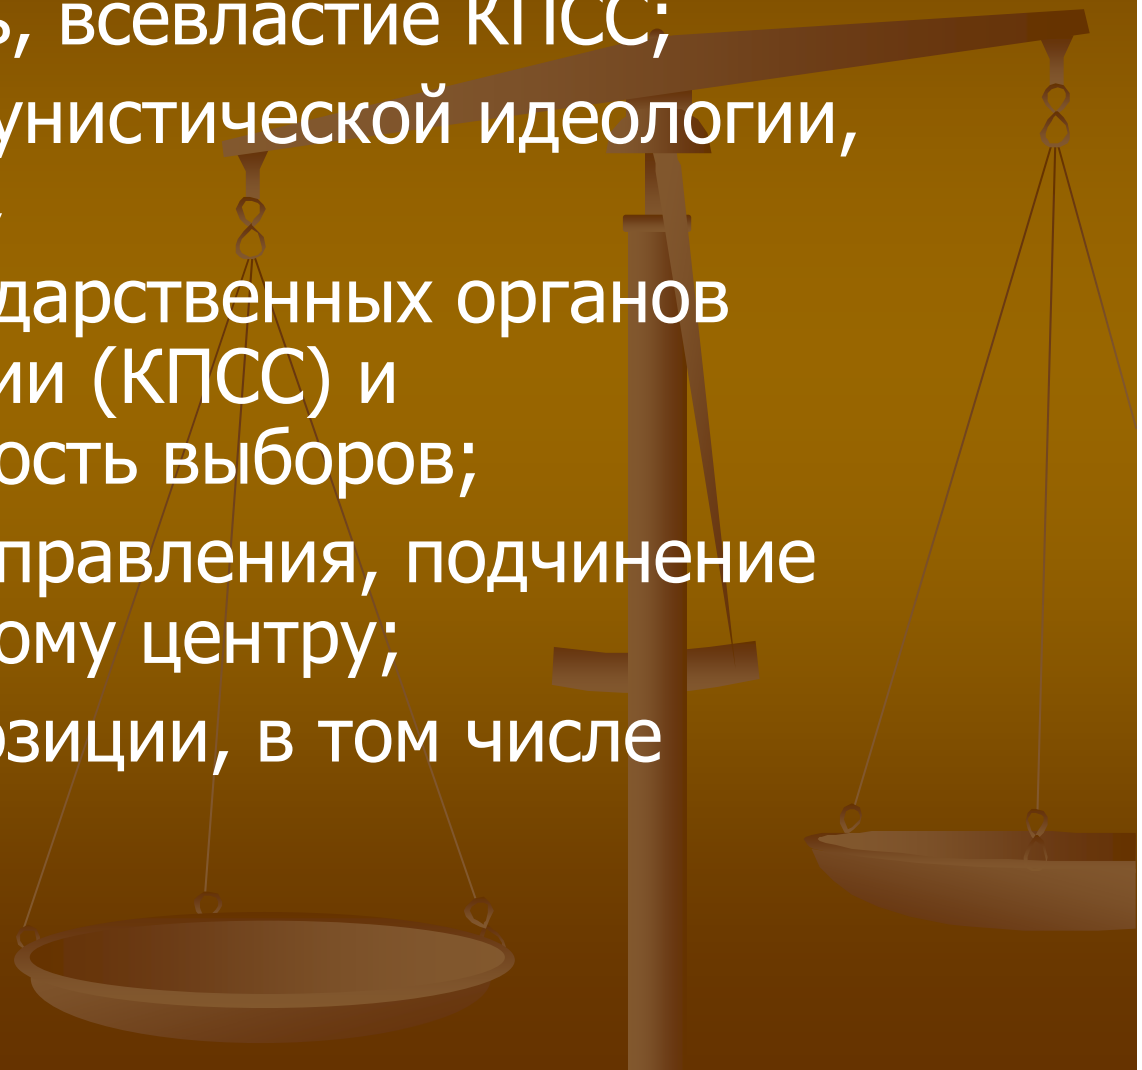 ь, всевластие КПСС;
унистической идеологии,
дарственных органов
ии (КПСС) и
ость выборов;
правления, подчинение
ому центру;
озиции, в том числе